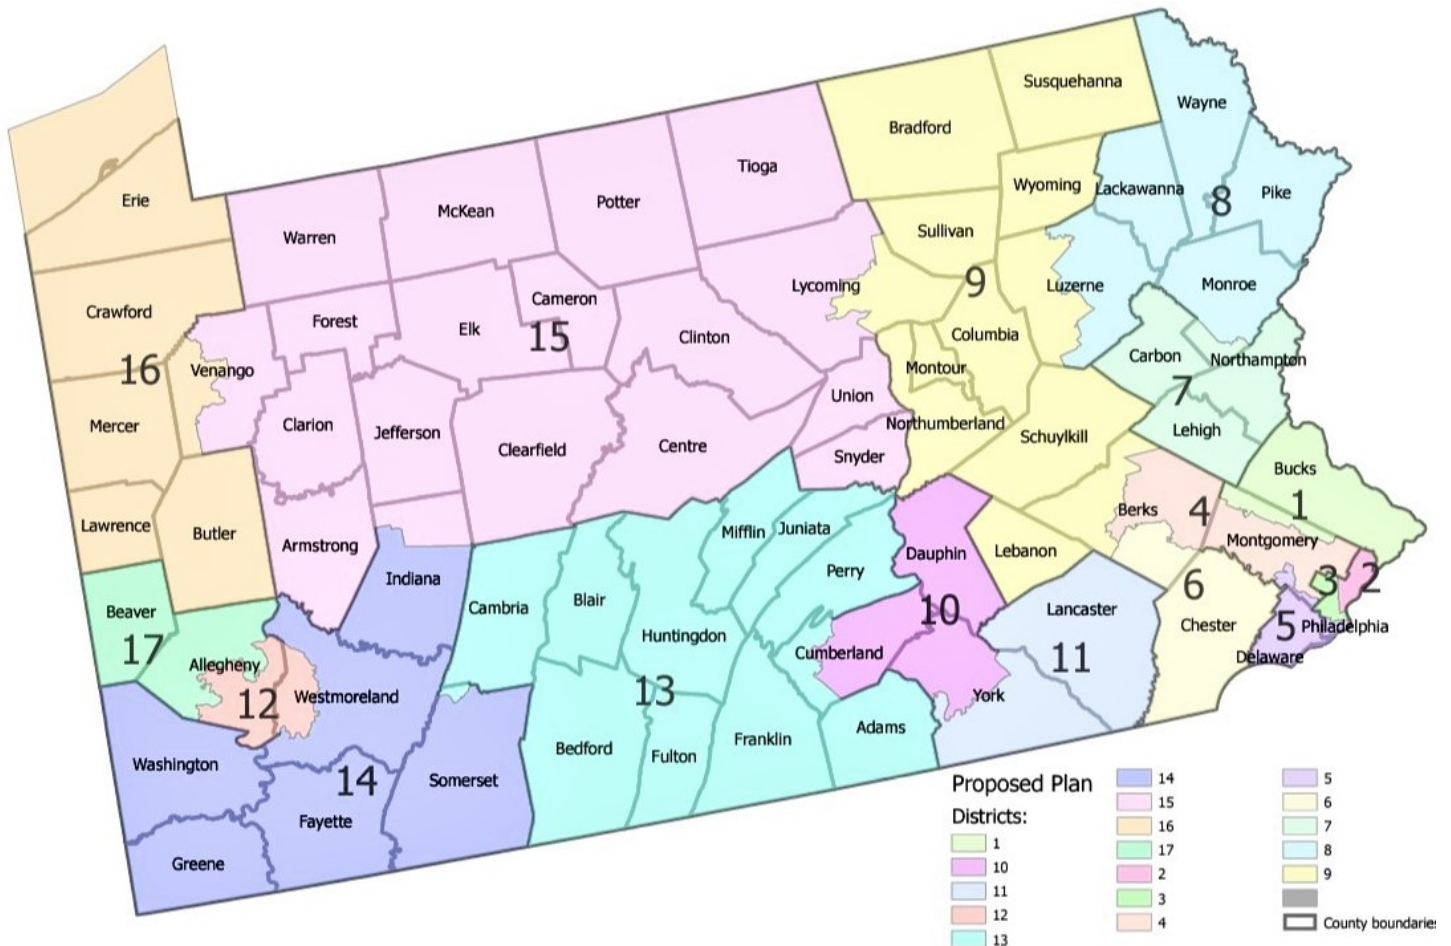 Susquehanna
Wayne
Bradford
Tioga
Wyoming
Lackawanna
8
Pike
Erie
McKean
Potter
Warren
Sullivan
Crawford
Forest
Elk
Cameron
15
Lycoming
9
Luzerne
Monroe
Clinton
Columbia
16
Venango
Montour
Carbon
Northampton
7
Mercer
Clarion
Jefferson
Clearfield
Centre
Union
Northumberland
Schuylkill
Lehigh
Snyder
Bucks
1
Lawrence
Butler
Armstrong
Mifflin
Juniata
Berks
4
Montgomery
Dauphin
Lebanon
Indiana
Perry
6
3
2
Beaver
17
Cambria
Blair
Huntingdon
10
Lancaster
Chester
5
Philadelphia
Allegheny
12
Westmoreland
Cumberland
11
Delaware
13
York
Washington
14
Somerset
Bedford
Fulton
Franklin
Adams
Fayette
Greene
Proposed Plan
Districts:
1
10
11
12
13
14
15
16
17
2
3
4
5
6
7
8
9
County boundaries